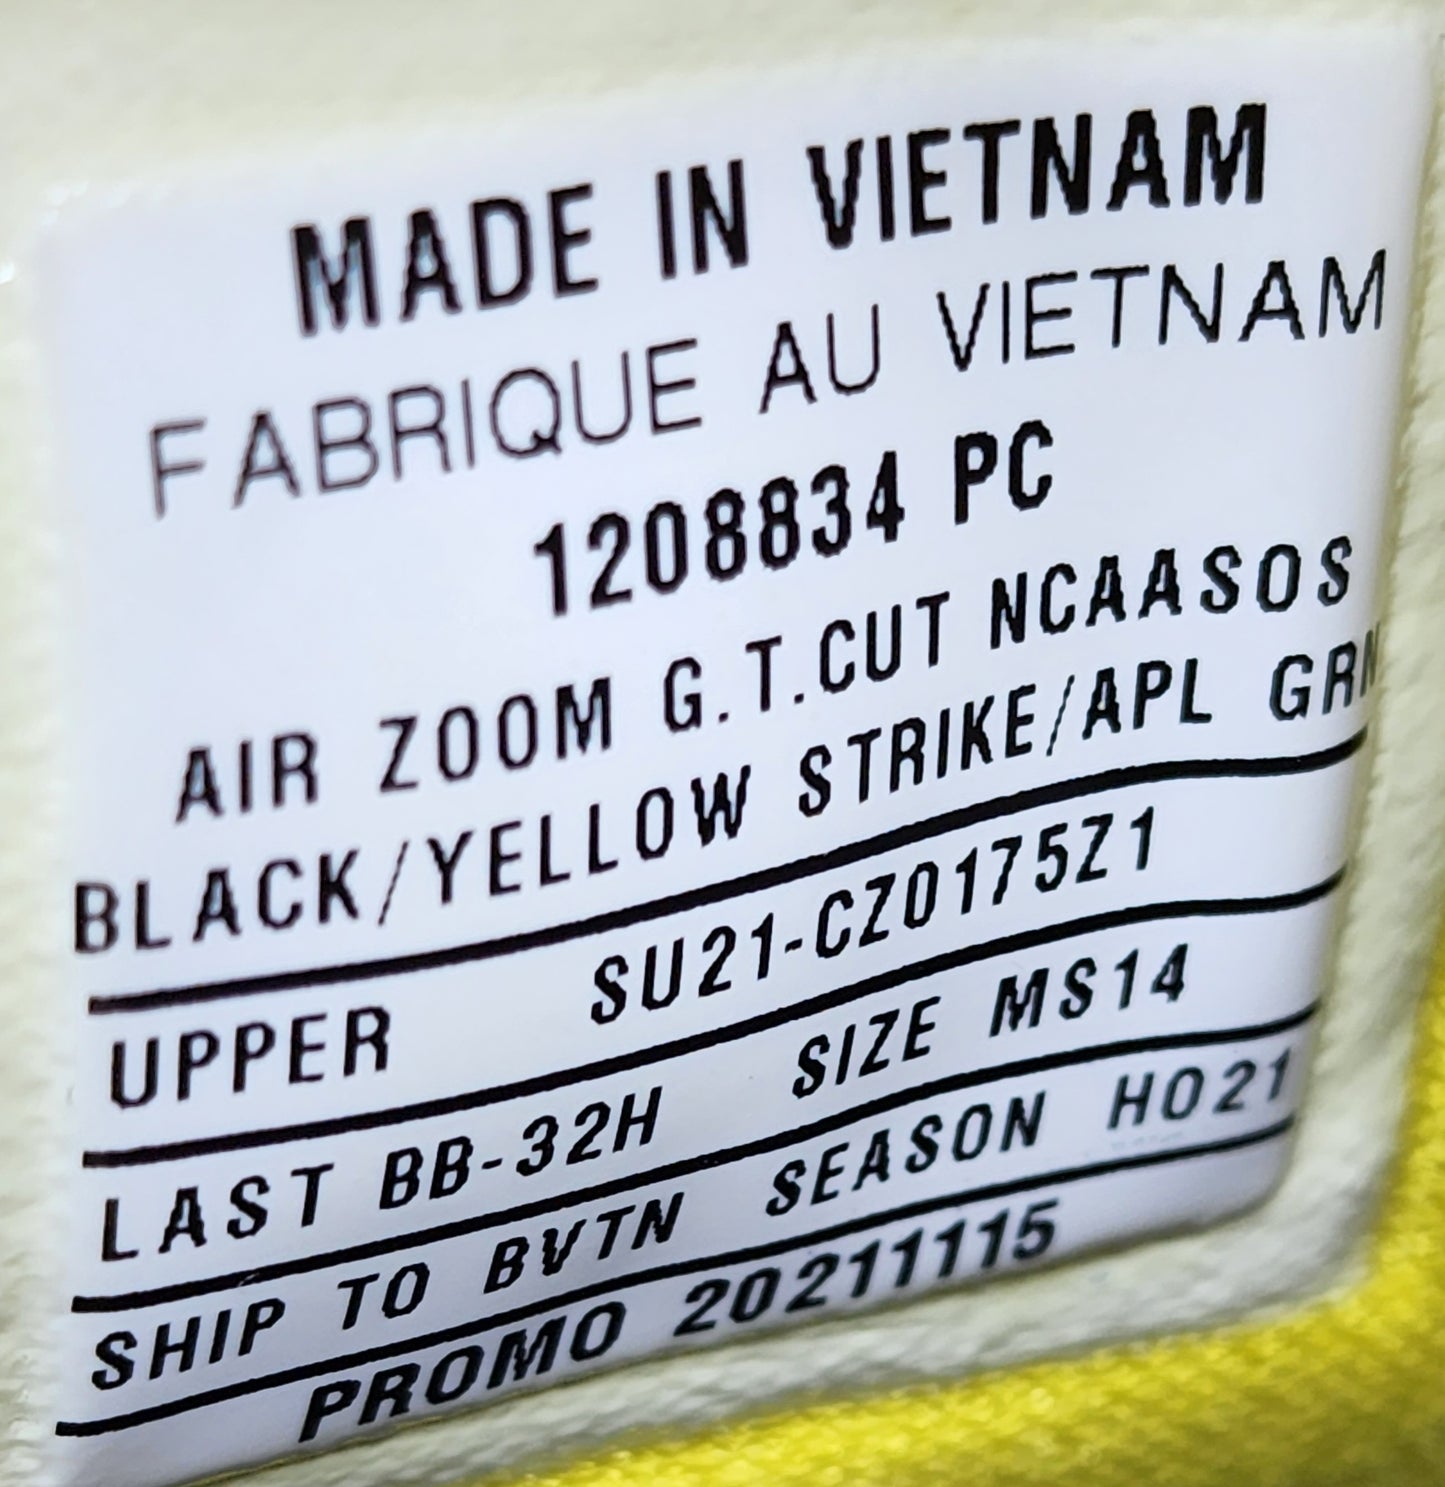 MADE IN VIETNAM
FABRIQUE AU VIETNAM
1208834 PC
AIR ZOOM G.T.CUT NCAASOS
BLACK/YELLOW STRIKE/APL GRN
UPPER SU21-CZ0175Z1
LAST BB-32H SIZE MS14
SHIP TO BVTN SEASON HO21
PROMO 20211115